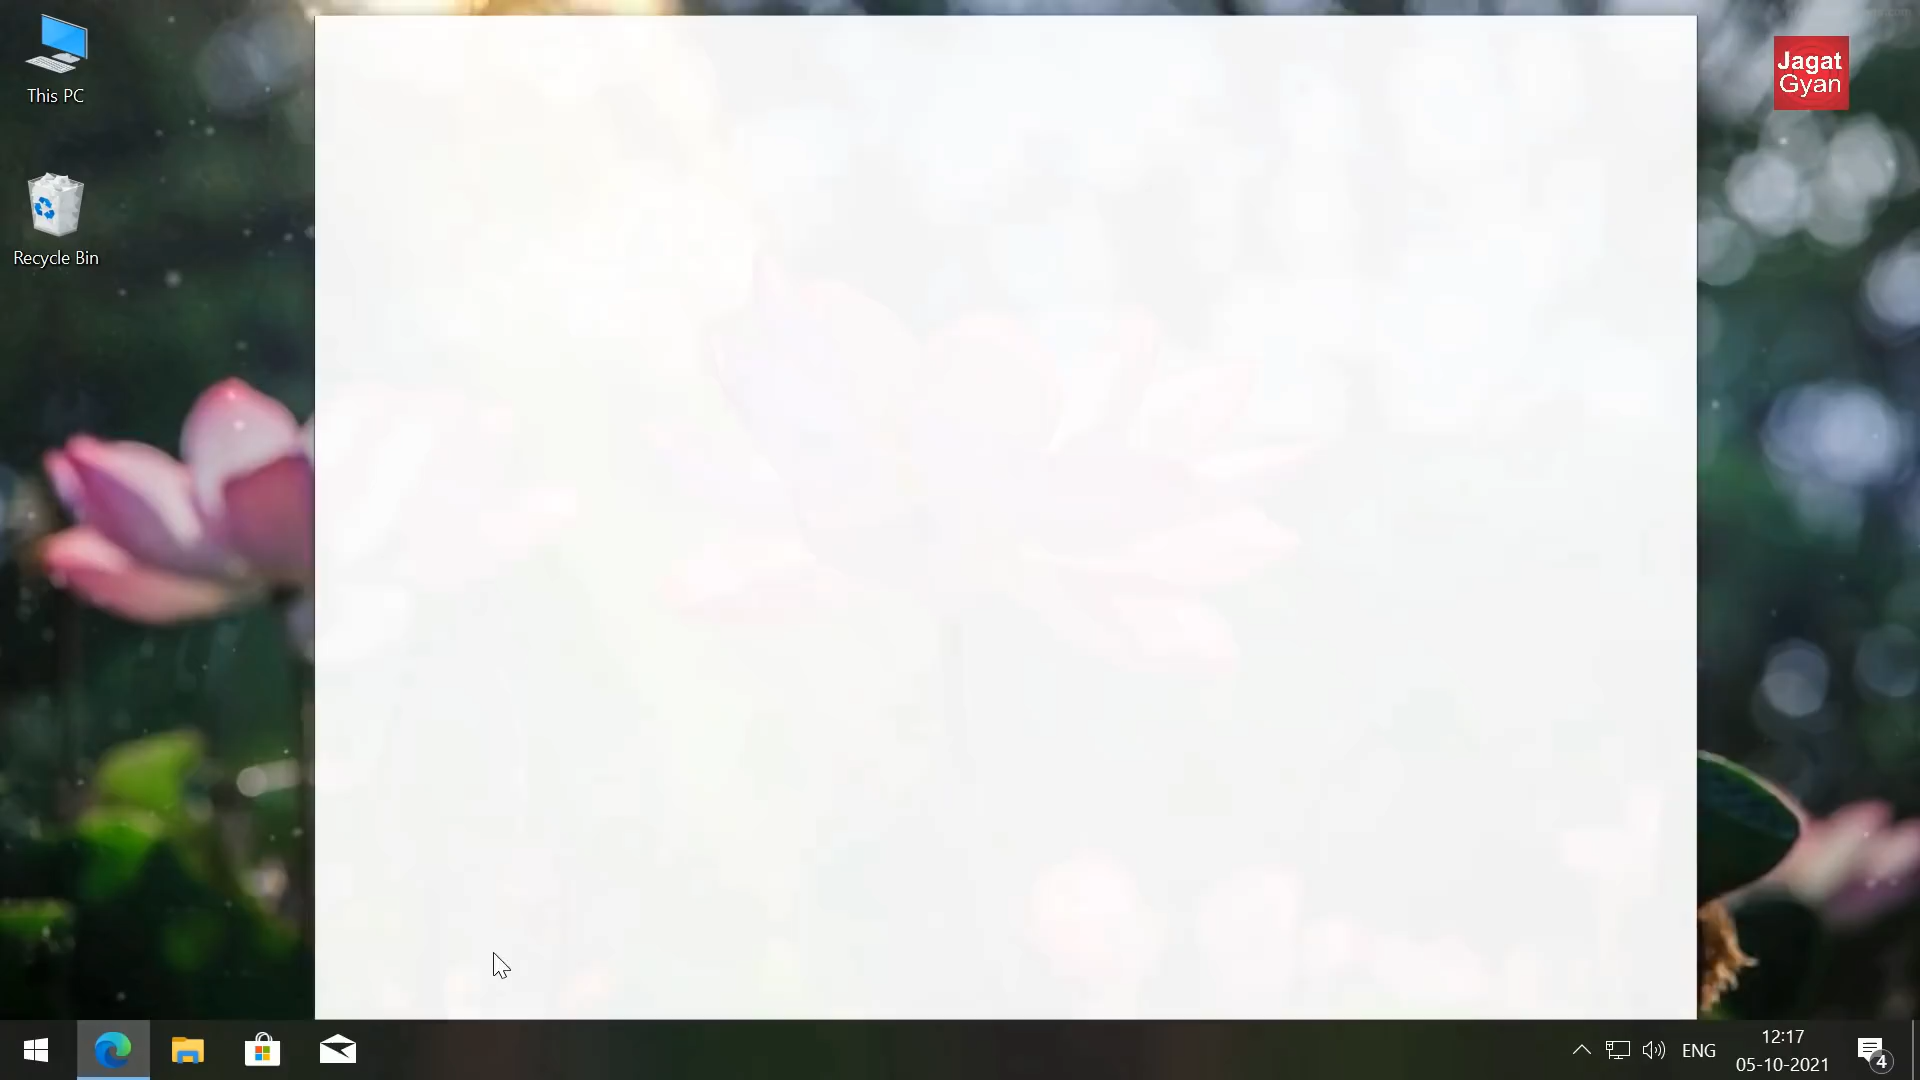 This PC
Jagat
Gyan
Recycle Bin
ENG
12:17
05-10-2021
4